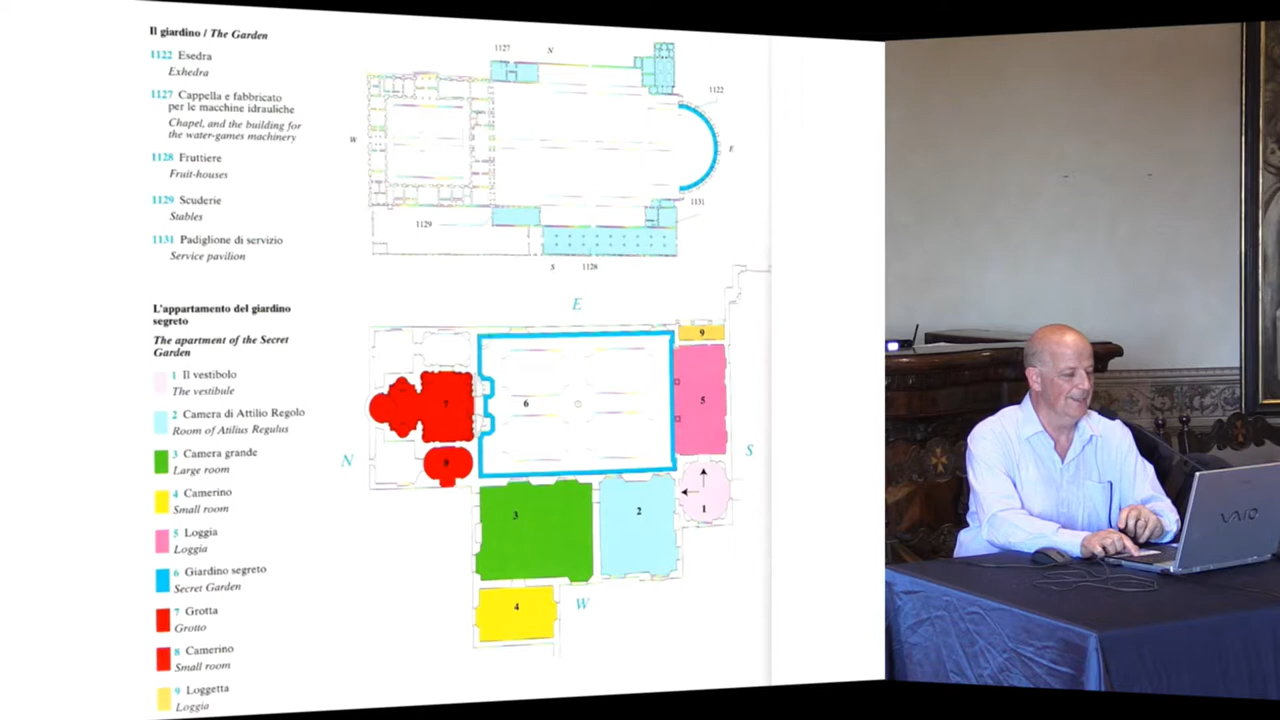 Il giardino / The Garden
1122 Esedra
Exhedra
1127 Cappella e fabbricato
per le macchine idrauliche
Chapel, and the building for
the water-games machinery
1128 Fruttiere
Fruit-houses
1129 Scuderie
Stables
1131 Padiglione di servizio
Service pavilion
1127
N
1122
W
E
1131
1129
S
1128
L'appartamento del giardino
segreto
The apartment of the Secret
Garden
1 Il vestibolo
The vestibule
2 Camera di Attilio Regolo
Room of Atilius Regulus
3 Camera grande
Large room
4 Camerino
Small room
5 Loggia
Loggia
6 Giardino segreto
Secret Garden
7 Grotta
Grotto
8 Camerino
Small room
9 Loggetta
Loggia
E
9
7
6
5
N
8
S
3
2
1
4
W
VAIO